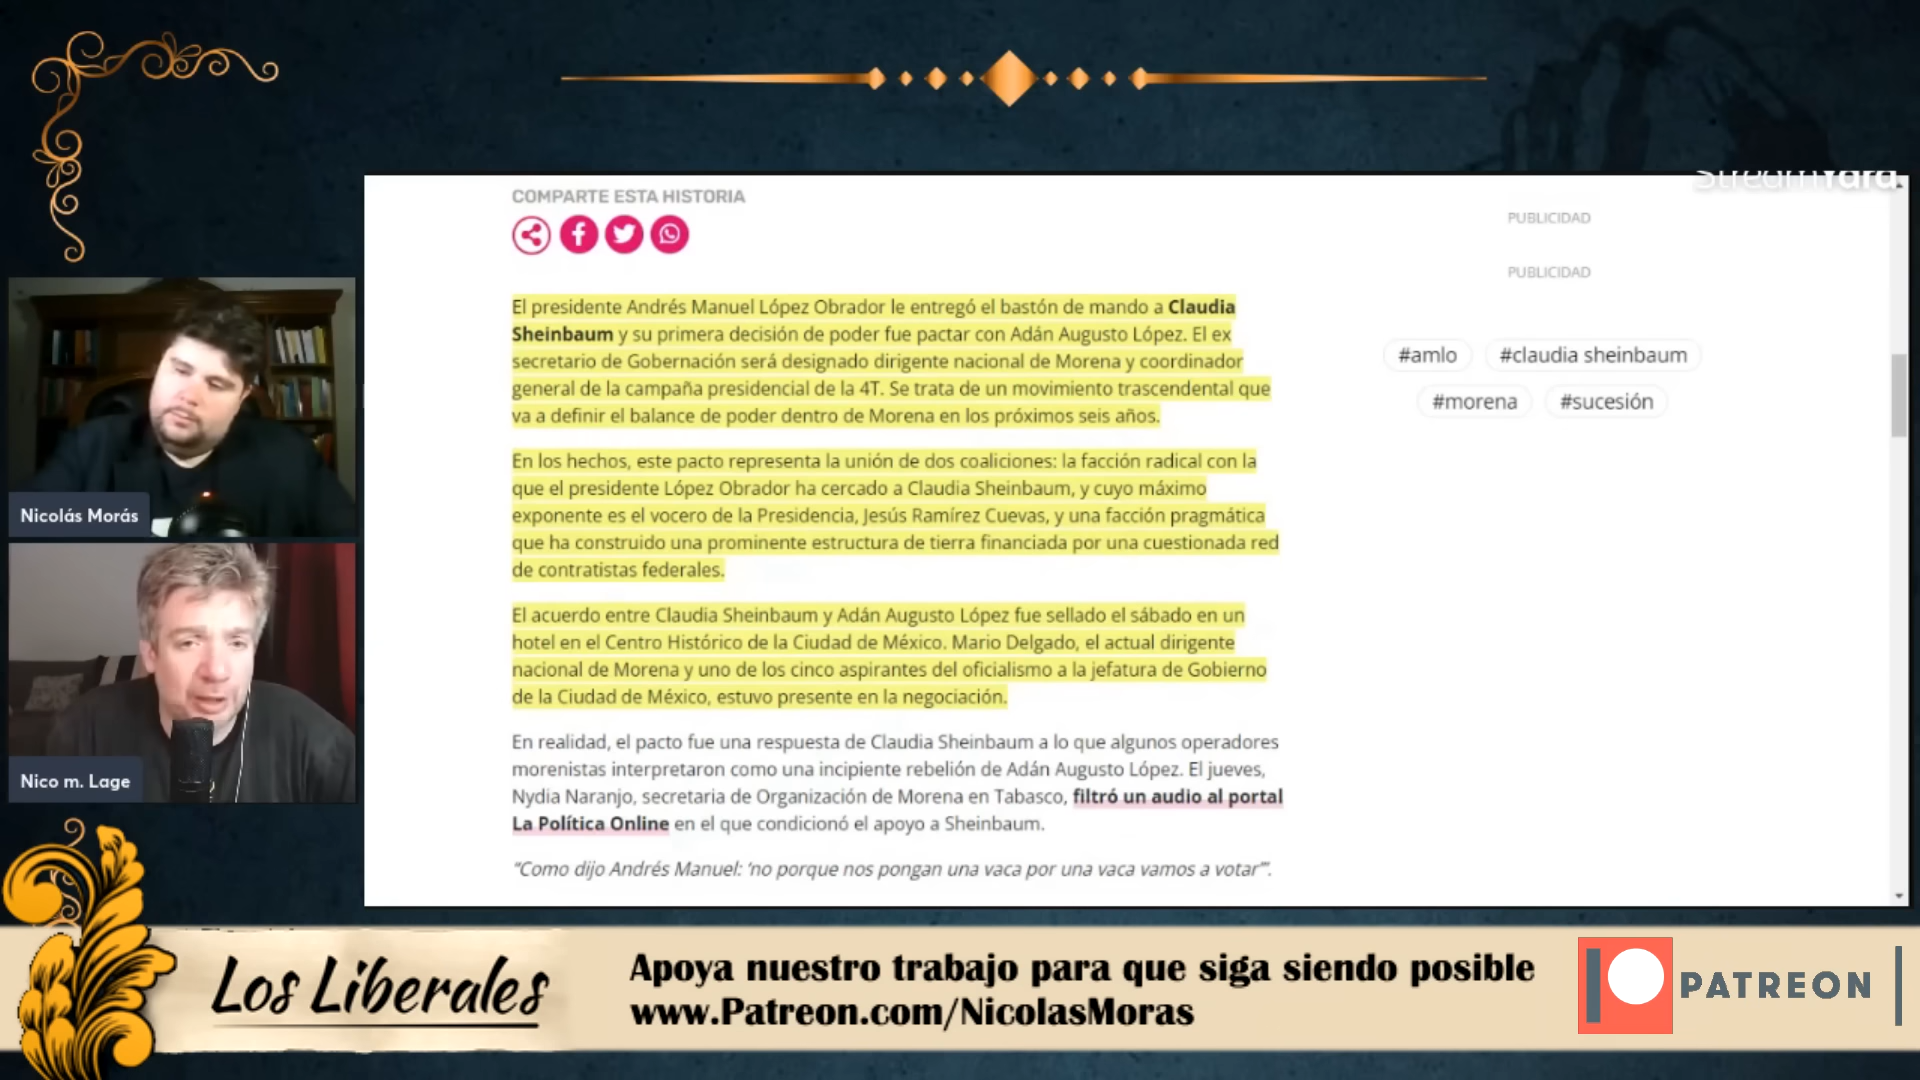 StreamYard
COMPARTE ESTA HISTORIA
PUBLICIDAD
PUBLICIDAD
El presidente Andrés Manuel López Obrador le entregó el bastón de mando a Claudia
Sheinbaum y su primera decisión de poder fue pactar con Adán Augusto López. El ex
secretario de Gobernación será designado dirigente nacional de Morena y coordinador
general de la campaña presidencial de la 4T. Se trata de un movimiento trascendental que
va a definir el balance de poder dentro de Morena en los próximos seis años.
#amlo
#claudia sheinbaum
#morena
#sucesión
En los hechos, este pacto representa la unión de dos coaliciones: la facción radical con la
que el presidente López Obrador ha cercado a Claudia Sheinbaum, y cuyo máximo
exponente es el vocero de la Presidencia, Jesús Ramírez Cuevas, y una facción pragmática
que ha construido una prominente estructura de tierra financiada por una cuestionada red
de contratistas federales.
El acuerdo entre Claudia Sheinbaum y Adán Augusto López fue sellado el sábado en un
hotel en el Centro Histórico de la Ciudad de México. Mario Delgado, el actual dirigente
nacional de Morena y uno de los cinco aspirantes del oficialismo a la jefatura de Gobierno
de la Ciudad de México, estuvo presente en la negociación.
En realidad, el pacto fue una respuesta de Claudia Sheinbaum a lo que algunos operadores
morenistas interpretaron como una incipiente rebelión de Adán Augusto López. El jueves,
Nydia Naranjo, secretaria de Organización de Morena en Tabasco, filtró un audio al portal
La Política Online en el que condicionó el apoyo a Sheinbaum.
“Como dijo Andrés Manuel: ‘no porque nos pongan una vaca por una vaca vamos a votar’”.
Nicolás Morás
Nico m. Lage
Los Liberales
Apoya nuestro trabajo para que siga siendo posible
www.Patreon.com/NicolasMoras
PATREON